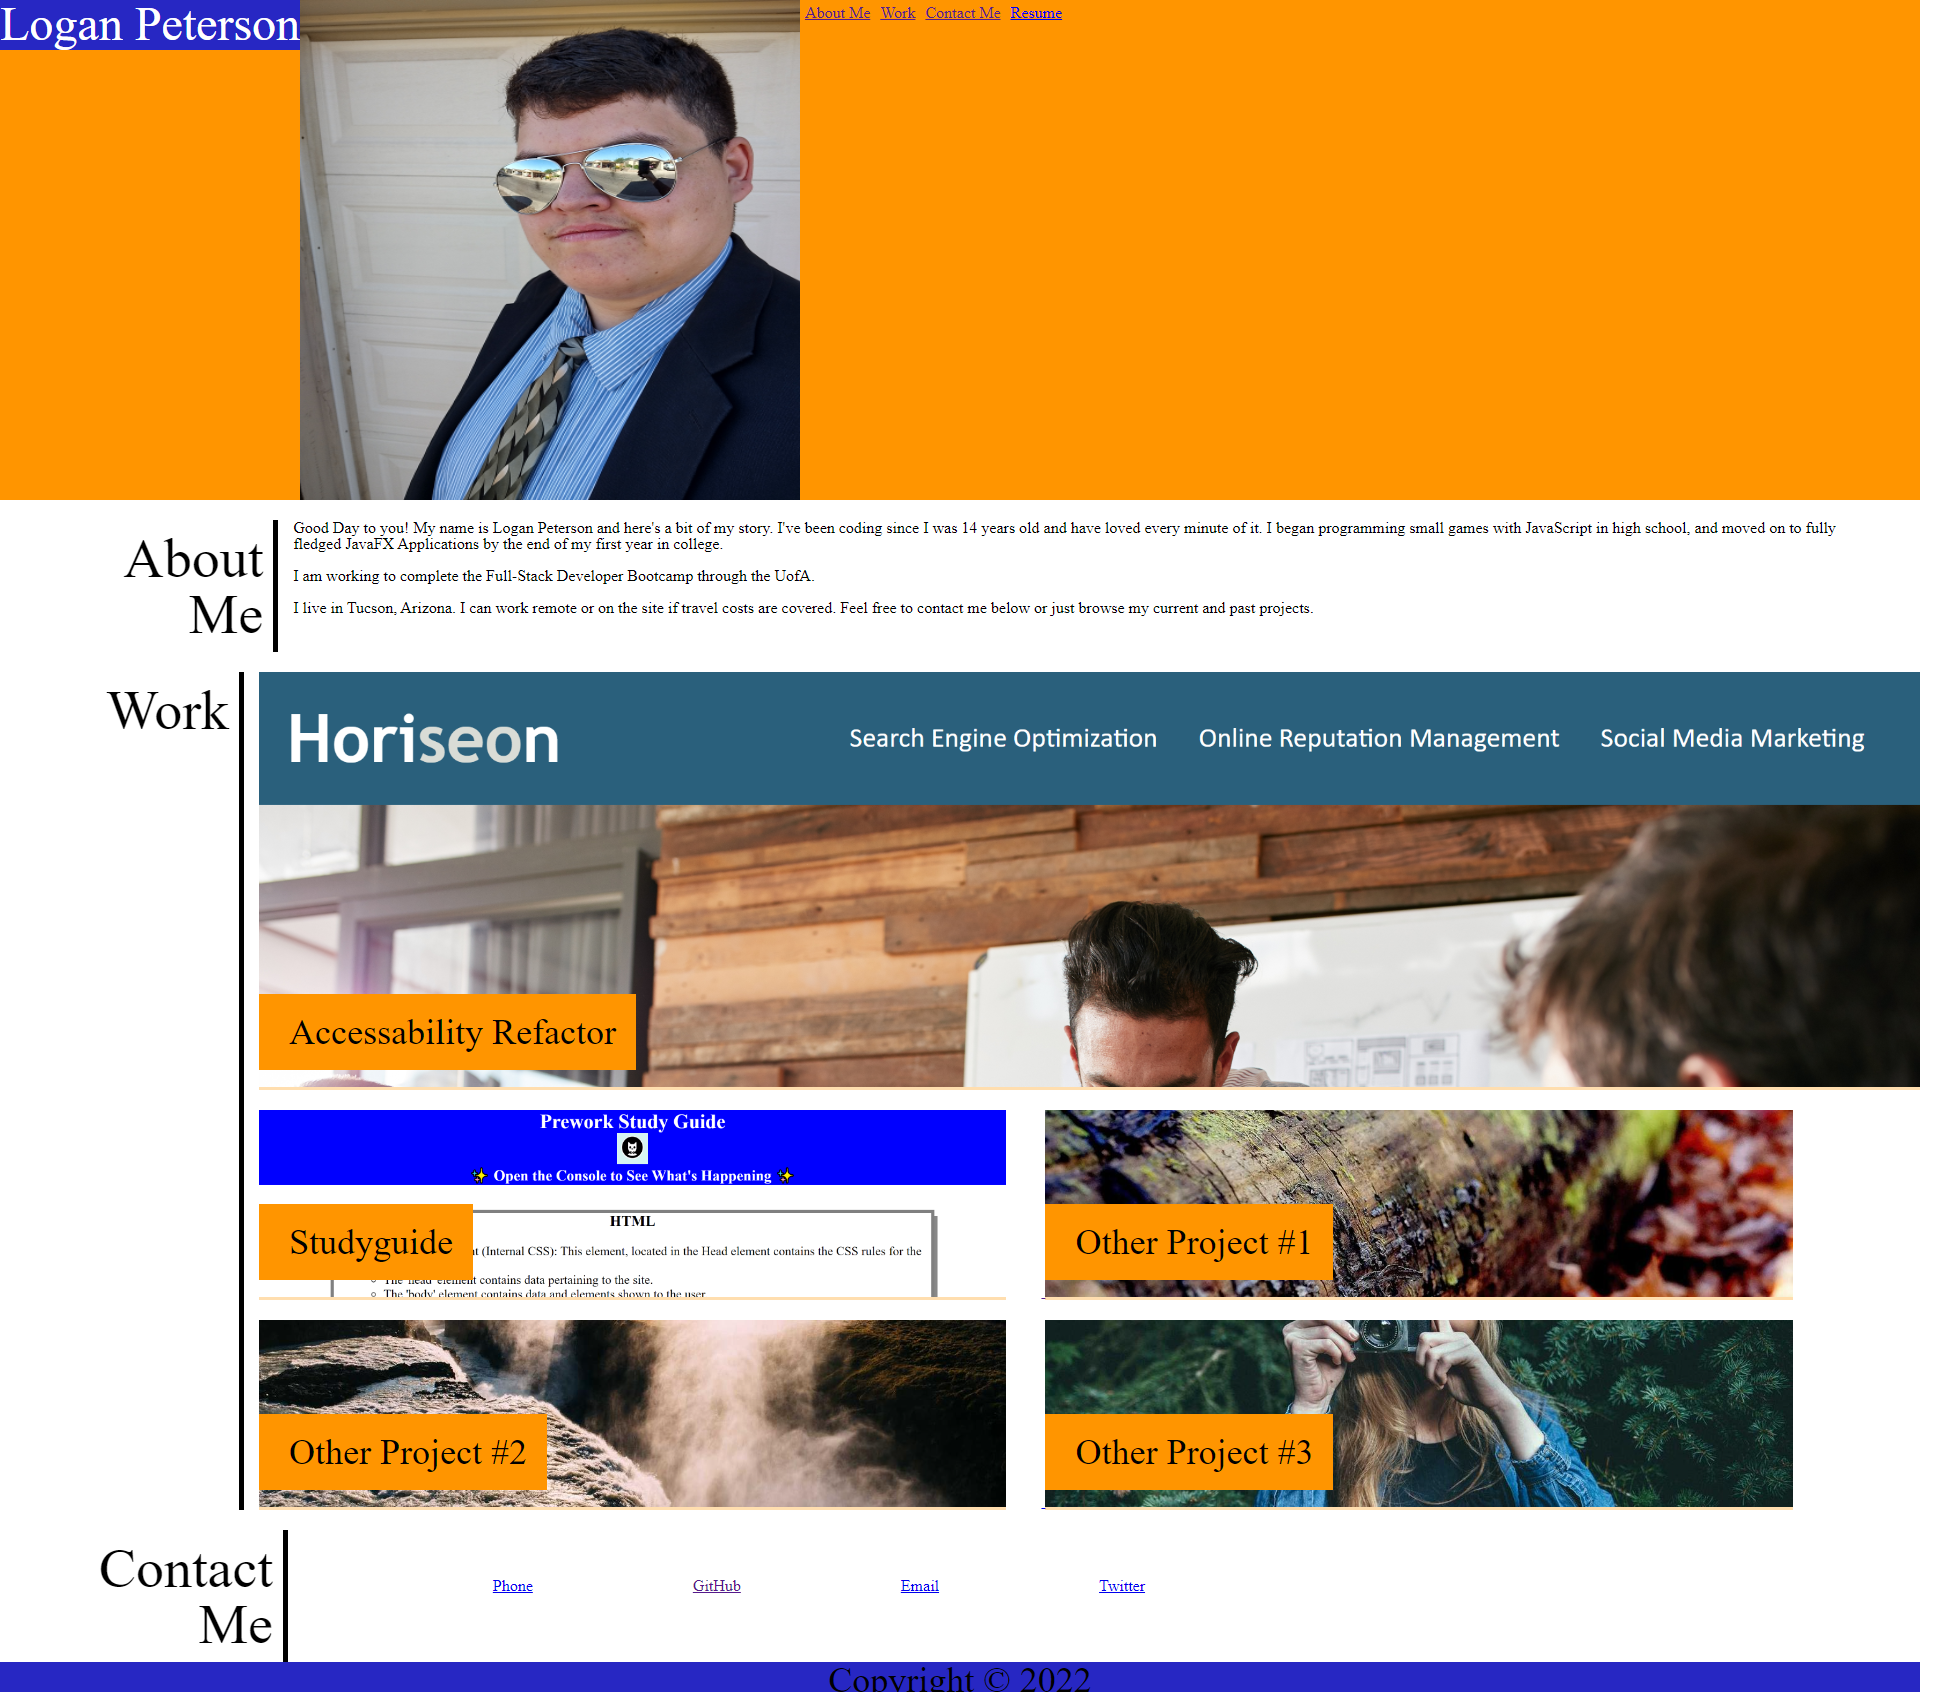 Logan Peterson
About Me Work Contact Me Resume
About
Me
Good Day to you! My name is Logan Peterson and here's a bit of my story. I've been coding since I was 14 years old and have loved every minute of it. I began programming small games with JavaScript in high school, and moved on to fully
fledged JavaFX Applications by the end of my first year in college.
I am working to complete the Full-Stack Developer Bootcamp through the UofA.
I live in Tucson, Arizona. I can work remote or on the site if travel costs are covered. Feel free to contact me below or just browse my current and past projects.
Work
Horiseon
Search Engine Optimization Online Reputation Management Social Media Marketing
Accessability Refactor
Prework Study Guide
✨ Open the Console to See What's Happening ✨
HTML
Studyguide
(Internal CSS): This element, located in the Head element contains the CSS rules for the
The 'head' element contains data pertaining to the site.
The 'body' element contains data and elements shown to the user
Other Project #1
Other Project #2
Other Project #3
Contact
Me
Phone GitHub Email Twitter
Copyright © 2022